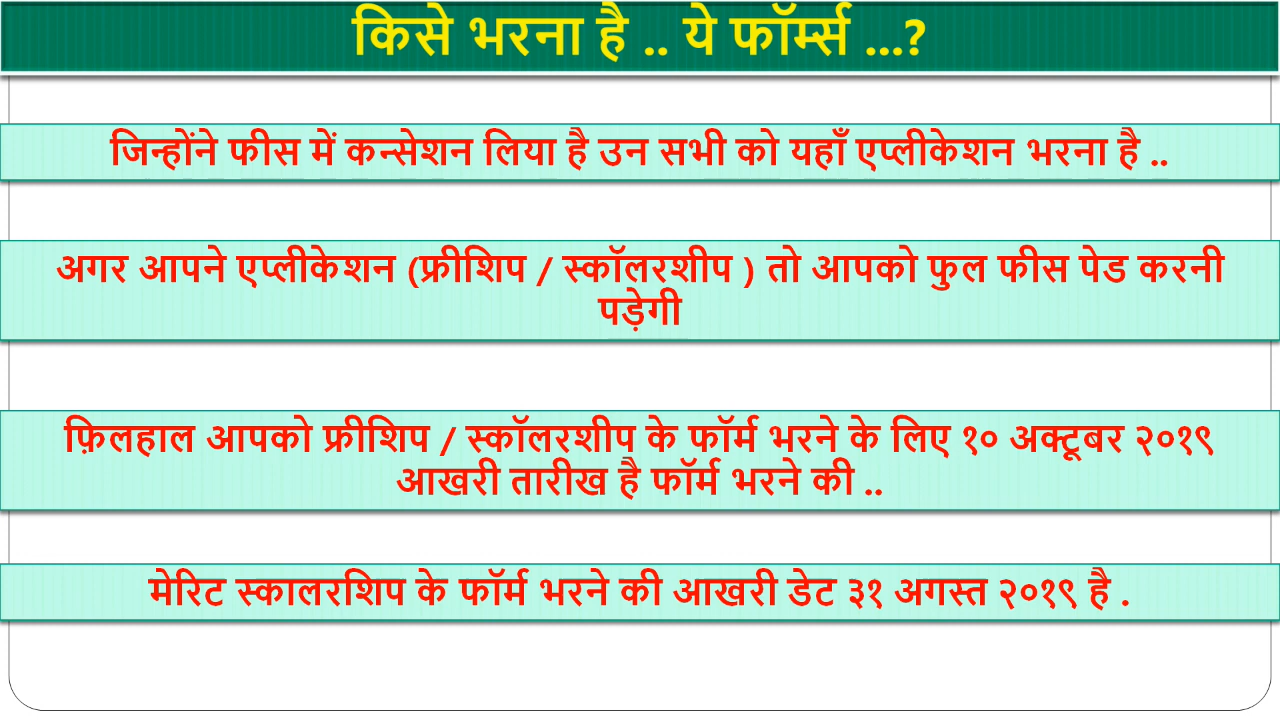 किसे भरना है .. ये फॉर्म्स ...?
जिन्होंने फीस में कन्सेशन लिया है उन सभी को यहाँ एप्लीकेशन भरना है ..
अगर आपने एप्लीकेशन (फ्रीशिप / स्कॉलरशीप ) तो आपको फुल फीस पेड करनी
पड़ेगी
फ़िलहाल आपको फ्रीशिप / स्कॉलरशीप के फॉर्म भरने के लिए १० अक्टूबर २०१९
आखरी तारीख है फॉर्म भरने की ..
मेरिट स्कालरशिप के फॉर्म भरने की आखरी डेट ३१ अगस्त २०१९ है .